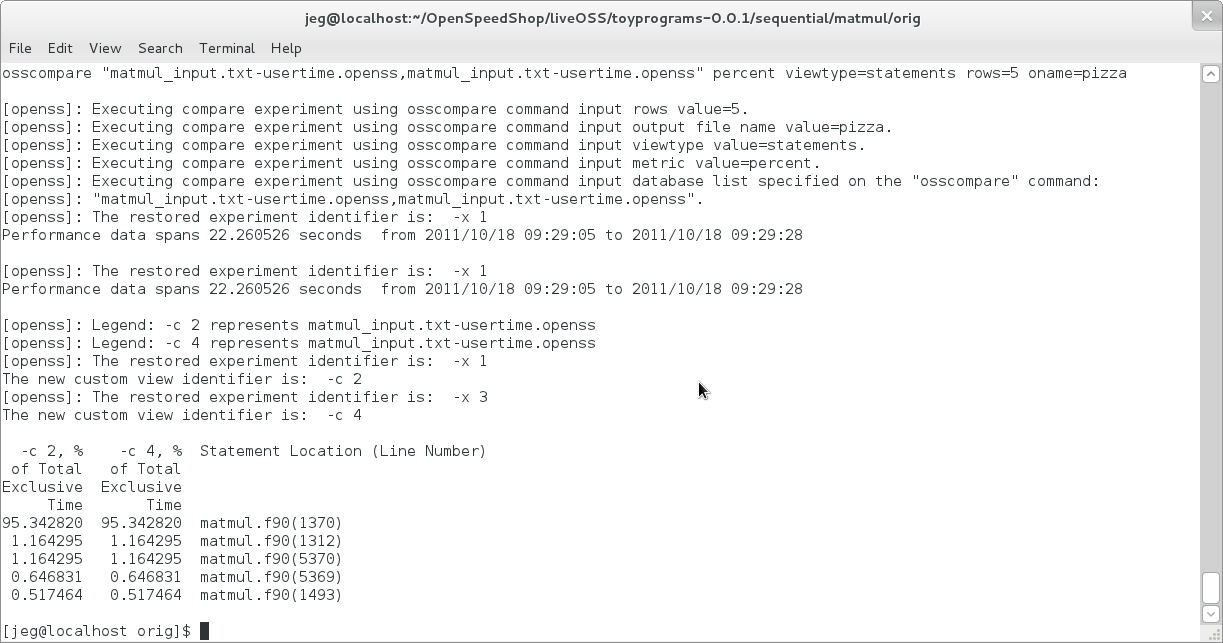 jeg@localhost:~/OpenSpeedShop/liveOSS/toyprograms-0.0.1/sequential/matmul/orig
File Edit View Search Terminal Help
osscompare "matmul_input.txt-usertime.openss,matmul_input.txt-usertime.openss" percent viewtype=statements rows=5 oname=pizza
[openss]: Executing compare experiment using osscompare command input rows value=5.
[openss]: Executing compare experiment using osscompare command input output file name value=pizza.
[openss]: Executing compare experiment using osscompare command input viewtype value=statements.
[openss]: Executing compare experiment using osscompare command input metric value=percent.
[openss]: Executing compare experiment using osscompare command input database list specified on the "osscompare" command:
[openss]: "matmul_input.txt-usertime.openss,matmul_input.txt-usertime.openss".
[openss]: The restored experiment identifier is:  -x 1
Performance data spans 22.260526 seconds  from 2011/10/18 09:29:05 to 2011/10/18 09:29:28
[openss]: The restored experiment identifier is:  -x 1
Performance data spans 22.260526 seconds  from 2011/10/18 09:29:05 to 2011/10/18 09:29:28
[openss]: Legend: -c 2 represents matmul_input.txt-usertime.openss
[openss]: Legend: -c 4 represents matmul_input.txt-usertime.openss
[openss]: The restored experiment identifier is:  -x 1
The new custom view identifier is:  -c 2
[openss]: The restored experiment identifier is:  -x 3
The new custom view identifier is:  -c 4
  -c 2, %    -c 4, %  Statement Location (Line Number)
 of Total   of Total
Exclusive  Exclusive
     Time       Time
95.342820  95.342820  matmul.f90(1370)
 1.164295   1.164295  matmul.f90(1312)
 1.164295   1.164295  matmul.f90(5370)
 0.646831   0.646831  matmul.f90(5369)
 0.517464   0.517464  matmul.f90(1493)
[jeg@localhost orig]$